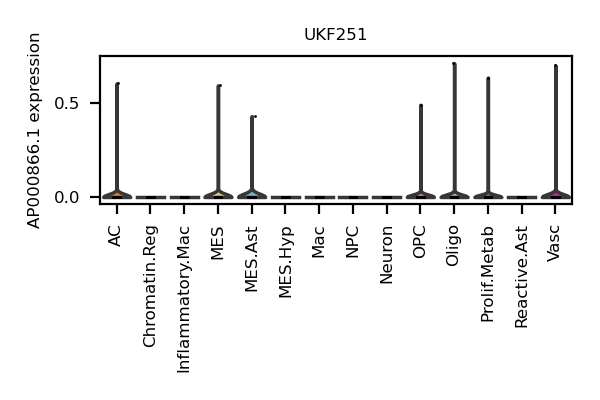 UKF251
AP000866.1 expression
0.5
0.0
AC
Chromatin.Reg
Inflammatory.Mac
MES
MES.Ast
MES.Hyp
Mac
NPC
Neuron
OPC
Oligo
Prolif.Metab
Reactive.Ast
Vasc